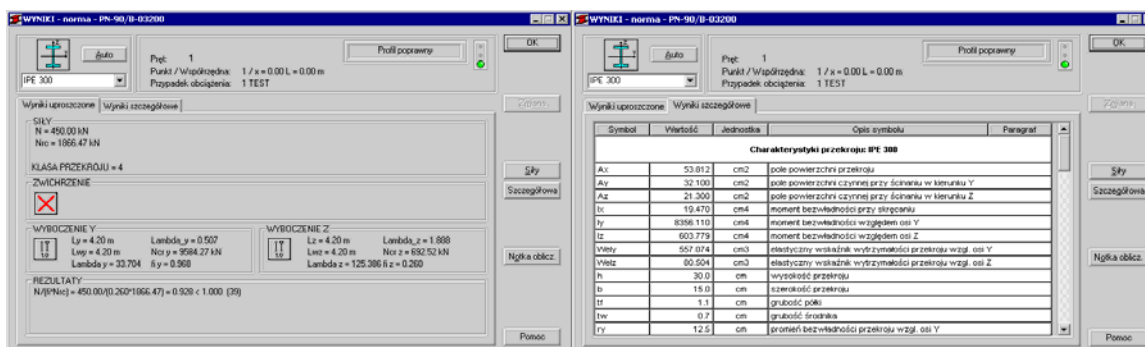 WYNIKI - norma - PN-90/B-03200
IPE 300
Auto
Pręt: 1
Punkt / Współrzędna: 1 / x = 0.00 L = 0.00 m
Przypadek obciążenia: 1 TEST
Profil poprawny
OK
Zmiana
Wyniki uproszczone Wyniki szczegółowe
SIŁY
N = 450.00 kN
Nrc = 1866.47 kN
KLASA PRZEKROJU = 4
Siły
Szczegółowa
ZWICHRZENIE
WYBOCZENIE Y
Ly = 4.20 m Lambda_y = 0.507
Lwy = 4.20 m Ncr y = 9584.27 kN
Lambda y = 33.704 fi y = 0.968
WYBOCZENIE Z
Lz = 4.20 m Lambda_z = 1.888
Lwz = 4.20 m Ncr z = 692.52 kN
Lambda z = 125.386 fi z = 0.260
Notka oblicz.
REZULTATY
N/(fi*Nrc) = 450.00/(0.260*1866.47) = 0.928 < 1.000 (39)
Pomoc
WYNIKI - norma - PN-90/B-03200
IPE 300
Auto
Pręt: 1
Punkt / Współrzędna: 1 / x = 0.00 L = 0.00 m
Przypadek obciążenia: 1 TEST
Profil poprawny
OK
Zmiana
Wyniki uproszczone Wyniki szczegółowe
Symbol Wartość Jednostka Opis symbolu Paragraf
Charakterystyki przekroju: IPE 300
Ax 53.812 cm2 pole powierzchni przekroju
Ay 32.100 cm2 pole powierzchni czynnej przy ścinaniu w kierunku Y
Az 21.300 cm2 pole powierzchni czynnej przy ścinaniu w kierunku Z
Ix 19.470 cm4 moment bezwładności przy skręcaniu
Iy 8356.110 cm4 moment bezwładności względem osi Y
Iz 603.779 cm4 moment bezwładności względem osi Z
Wely 557.074 cm3 elastyczny wskaźnik wytrzymałości przekroju wzgl. osi Y
Welz 80.504 cm3 elastyczny wskaźnik wytrzymałości przekroju wzgl. osi Z
h 30.0 cm wysokość przekroju
b 15.0 cm szerokość przekroju
tf 1.1 cm grubość półki
tw 0.7 cm grubość środnika
ry 12.5 cm promień bezwładności przekroju wzgl. osi Y
Siły
Szczegółowa
Notka oblicz.
Pomoc